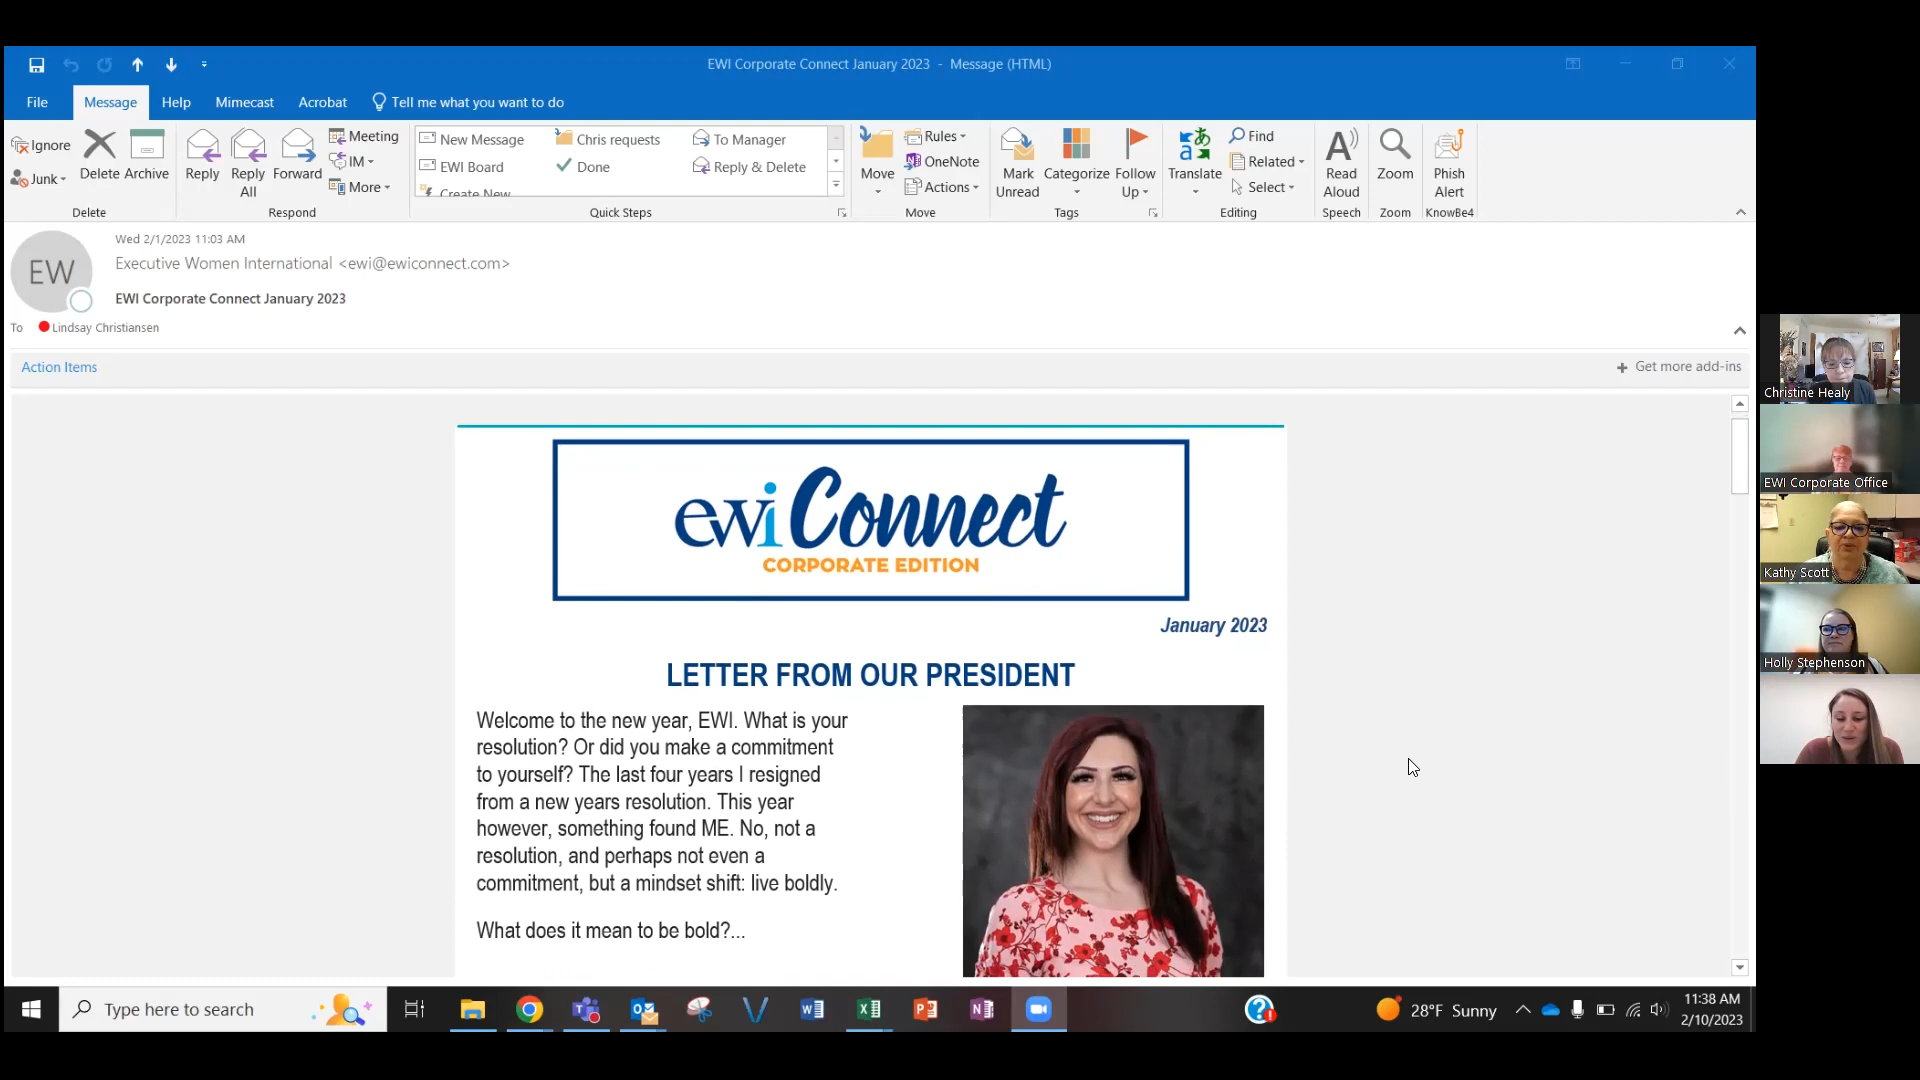 EWI Corporate Connect January 2023 - Message (HTML)
File Message Help Mimecast Acrobat Tell me what you want to do
Ignore
Junk
Delete
Archive
Delete
Reply
Reply All
Forward
Meeting
IM
More
Respond
New Message
EWI Board
Create New
Chris requests
Done
To Manager
Reply & Delete
Quick Steps
Move
Rules
OneNote
Actions
Move
Mark Unread
Categorize
Follow Up
Tags
Translate
Find
Related
Select
Editing
Read Aloud
Speech
Zoom
Zoom
Phish Alert
KnowBe4
EW
Wed 2/1/2023 11:03 AM
Executive Women International <ewi@ewiconnect.com>
EWI Corporate Connect January 2023
To Lindsay Christiansen
Action Items
Get more add-ins
ewi Connect
CORPORATE EDITION
January 2023
LETTER FROM OUR PRESIDENT
Welcome to the new year, EWI. What is your
resolution? Or did you make a commitment
to yourself? The last four years I resigned
from a new years resolution. This year
however, something found ME. No, not a
resolution, and perhaps not even a
commitment, but a mindset shift: live boldly.
What does it mean to be bold?...
Christine Healy
EWI Corporate Office
Kathy Scott
Holly Stephenson
Type here to search
28°F Sunny
11:38 AM
2/10/2023